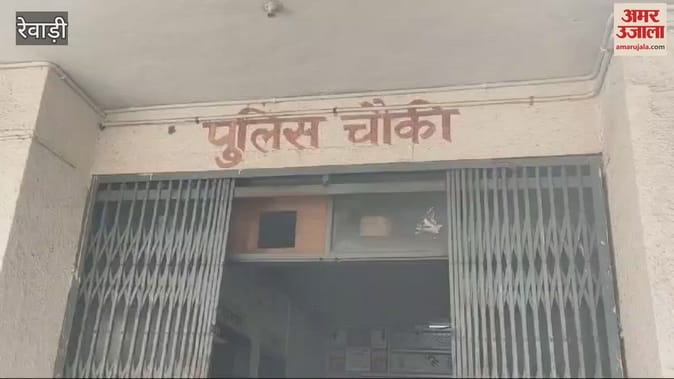 रेवाड़ी
अमर
उजाला
amarujala.com
पुलिस चौकी